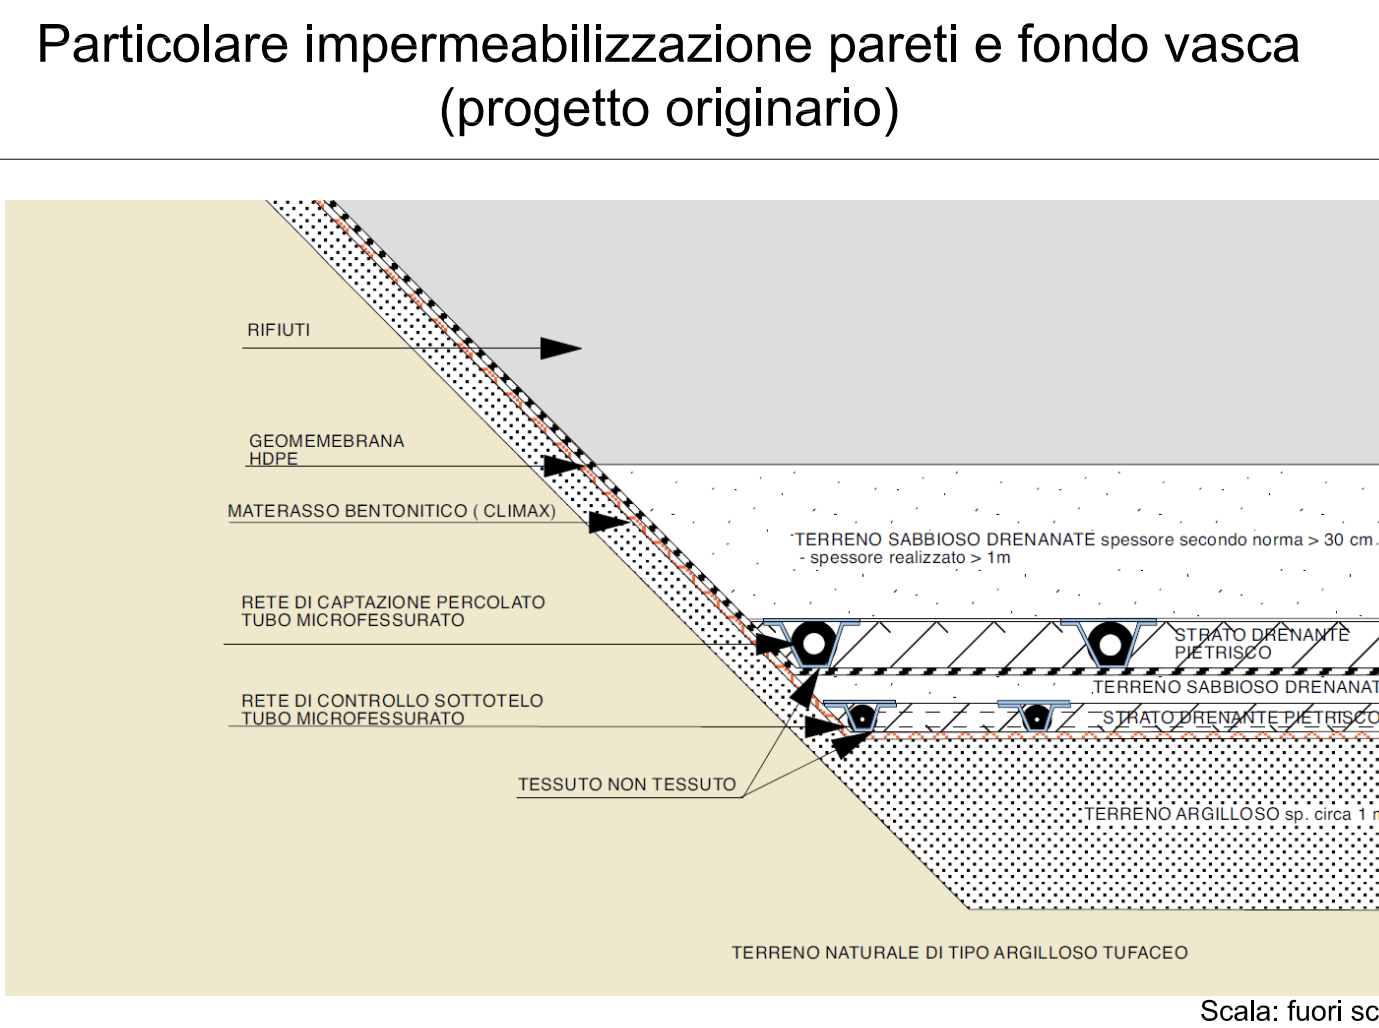 Particolare impermeabilizzazione pareti e fondo vasca
(progetto originario)
RIFIUTI
GEOMEMEBRANA
HDPE
MATERASSO BENTONITICO ( CLIMAX)
TERRENO SABBIOSO DRENANATE spessore secondo norma > 30 cm.
- spessore realizzato > 1m
RETE DI CAPTAZIONE PERCOLATO
TUBO MICROFESSURATO
STRATO DRENANTE
PIETRISCO
TERRENO SABBIOSO DRENANAT
RETE DI CONTROLLO SOTTOTELO
TUBO MICROFESSURATO
STRATO DRENANTE PIETRISCO
TESSUTO NON TESSUTO
TERRENO ARGILLOSO sp. circa 1 m
TERRENO NATURALE DI TIPO ARGILLOSO TUFACEO
Scala: fuori sc